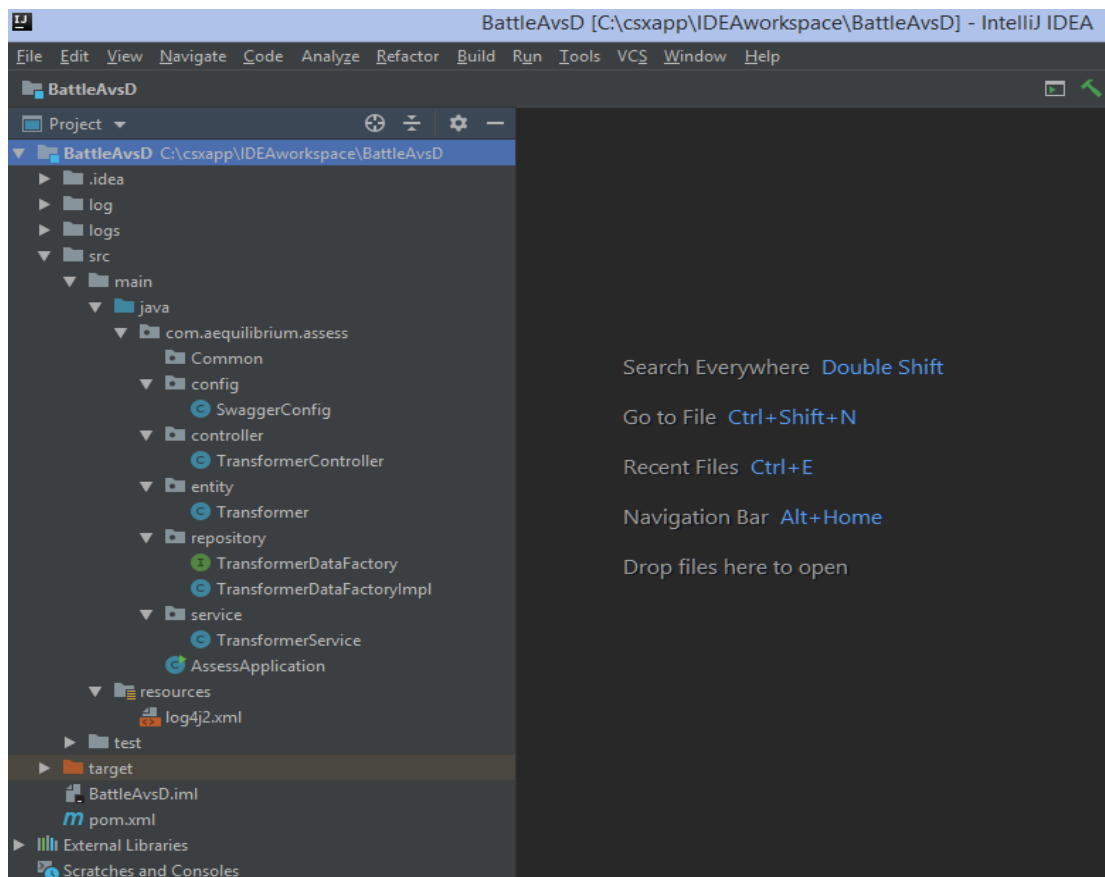 BattleAvsD [C:\csxapp\IDEAworkspace\BattleAvsD] - IntelliJ IDEA
File Edit View Navigate Code Analyze Refactor Build Run Tools VCS Window Help
BattleAvsD
Project
BattleAvsD C:\csxapp\IDEAworkspace\BattleAvsD
.idea
log
logs
src
main
java
com.aequilibrium.assess
Common
config
SwaggerConfig
controller
TransformerController
entity
Transformer
repository
TransformerDataFactory
TransformerDataFactoryImpl
service
TransformerService
AssessApplication
resources
log4j2.xml
test
target
BattleAvsD.iml
pom.xml
External Libraries
Scratches and Consoles
Search Everywhere Double Shift
Go to File Ctrl+Shift+N
Recent Files Ctrl+E
Navigation Bar Alt+Home
Drop files here to open